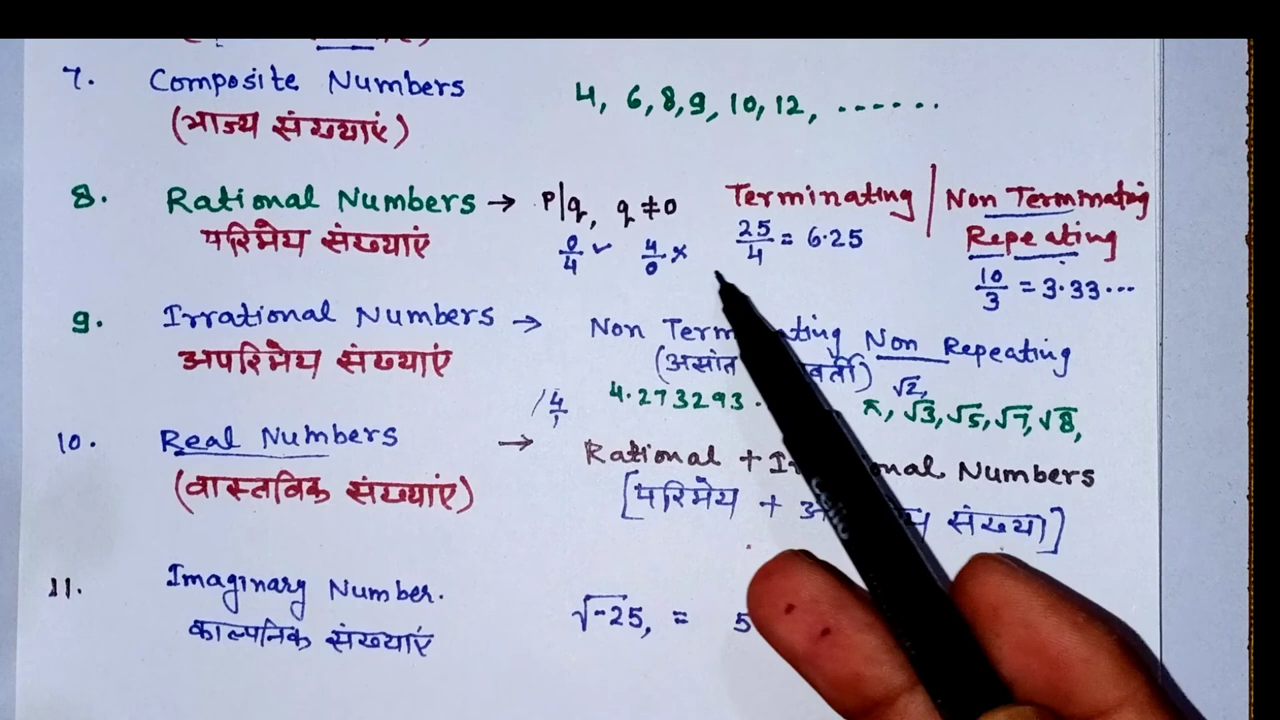 7. Composite Numbers 4, 6, 8, 9, 10, 12, ......
(भाज्य संख्याएं)
8. Rational Numbers → P/q, q ≠ 0 Terminating / Non Terminating
परिमेय संख्याएं 0/4 ✓ 4/0 × 25/4 = 6.25 Repeating
10/3 = 3.33...
9. Irrational Numbers → Non Terminating Non Repeating
अपरिमेय संख्याएं (असांत √2,
4.273293. π, √3, √5, √7, √8,
10. Real Numbers → Rational + Irrational Numbers
(वास्तविक संख्याएं) [परिमेय + संख्या)]
11. Imaginary Number.
काल्पनिक संख्याएं √-25, = 5